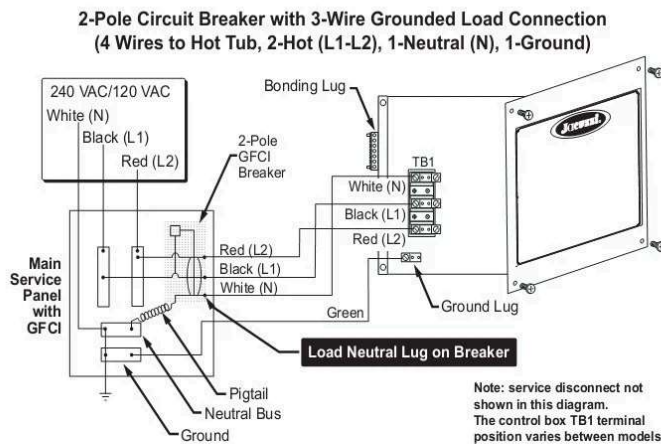 2-Pole Circuit Breaker with 3-Wire Grounded Load Connection
(4 Wires to Hot Tub, 2-Hot (L1-L2), 1-Neutral (N), 1-Ground)
240 VAC/120 VAC
White (N)
Black (L1)
Red (L2)
2-Pole
GFCI
Breaker
Bonding Lug
Jacuzzi
TB1
White (N)
Black (L1)
Red (L2)
Main
Service
Panel
with
GFCI
Red (L2)
Black (L1)
White (N)
Green
Ground Lug
Load Neutral Lug on Breaker
Pigtail
Neutral Bus
Ground
Note: service disconnect not
shown in this diagram.
The control box TB1 terminal
position varies between models